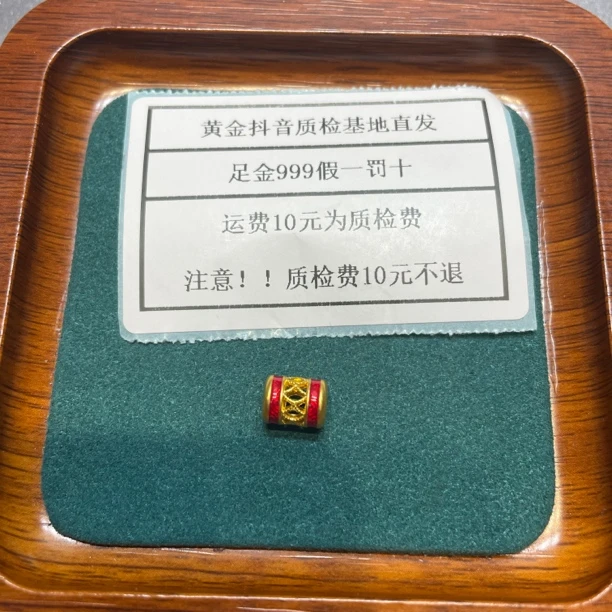 黄金抖音质检基地直发
足金999假一罚十
运费10元为质检费
注意！！质检费10元不退